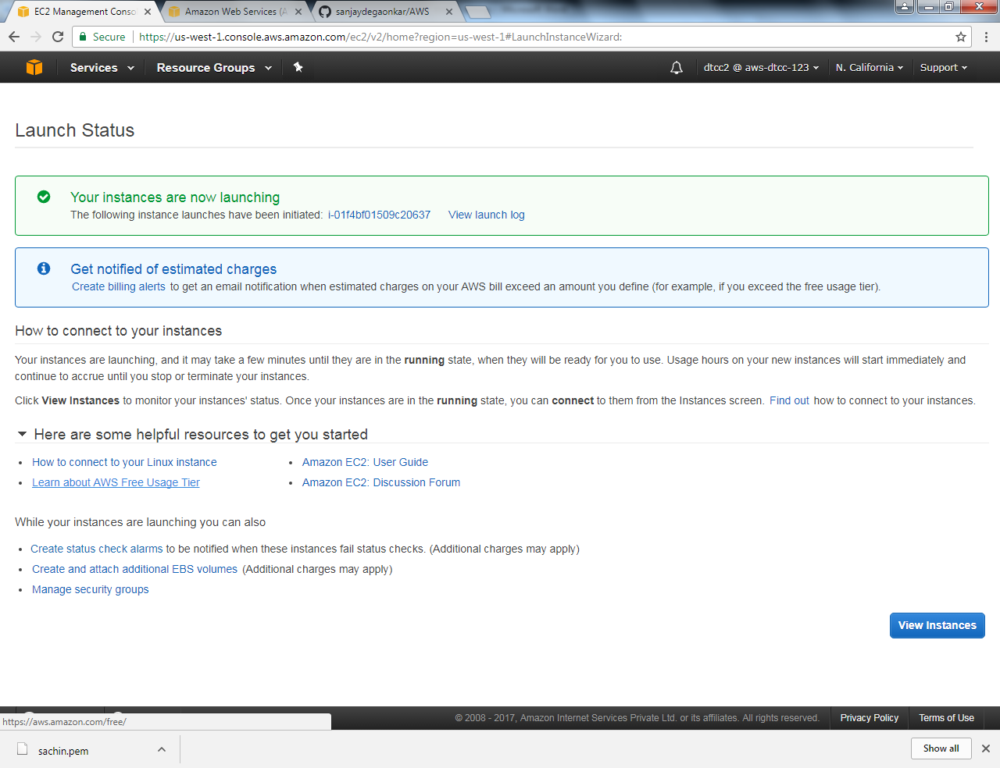 EC2 Management Conso
Amazon Web Services (A
sanjaydegaonkar/AWS
Secure https://us-west-1.console.aws.amazon.com/ec2/v2/home?region=us-west-1#LaunchInstanceWizard:
Services Resource Groups dtcc2 @ aws-dtcc-123 N. California Support
Launch Status
Your instances are now launching
The following instance launches have been initiated: i-01f4bf01509c20637 View launch log
Get notified of estimated charges
Create billing alerts to get an email notification when estimated charges on your AWS bill exceed an amount you define (for example, if you exceed the free usage tier).
How to connect to your instances
Your instances are launching, and it may take a few minutes until they are in the running state, when they will be ready for you to use. Usage hours on your new instances will start immediately and
continue to accrue until you stop or terminate your instances.
Click View Instances to monitor your instances' status. Once your instances are in the running state, you can connect to them from the Instances screen. Find out how to connect to your instances.
Here are some helpful resources to get you started
• How to connect to your Linux instance
• Amazon EC2: User Guide
• Learn about AWS Free Usage Tier
• Amazon EC2: Discussion Forum
While your instances are launching you can also
• Create status check alarms to be notified when these instances fail status checks. (Additional charges may apply)
• Create and attach additional EBS volumes (Additional charges may apply)
• Manage security groups
View Instances
https://aws.amazon.com/free/
© 2008 - 2017, Amazon Internet Services Private Ltd. or its affiliates. All rights reserved. Privacy Policy Terms of Use
sachin.pem
Show all